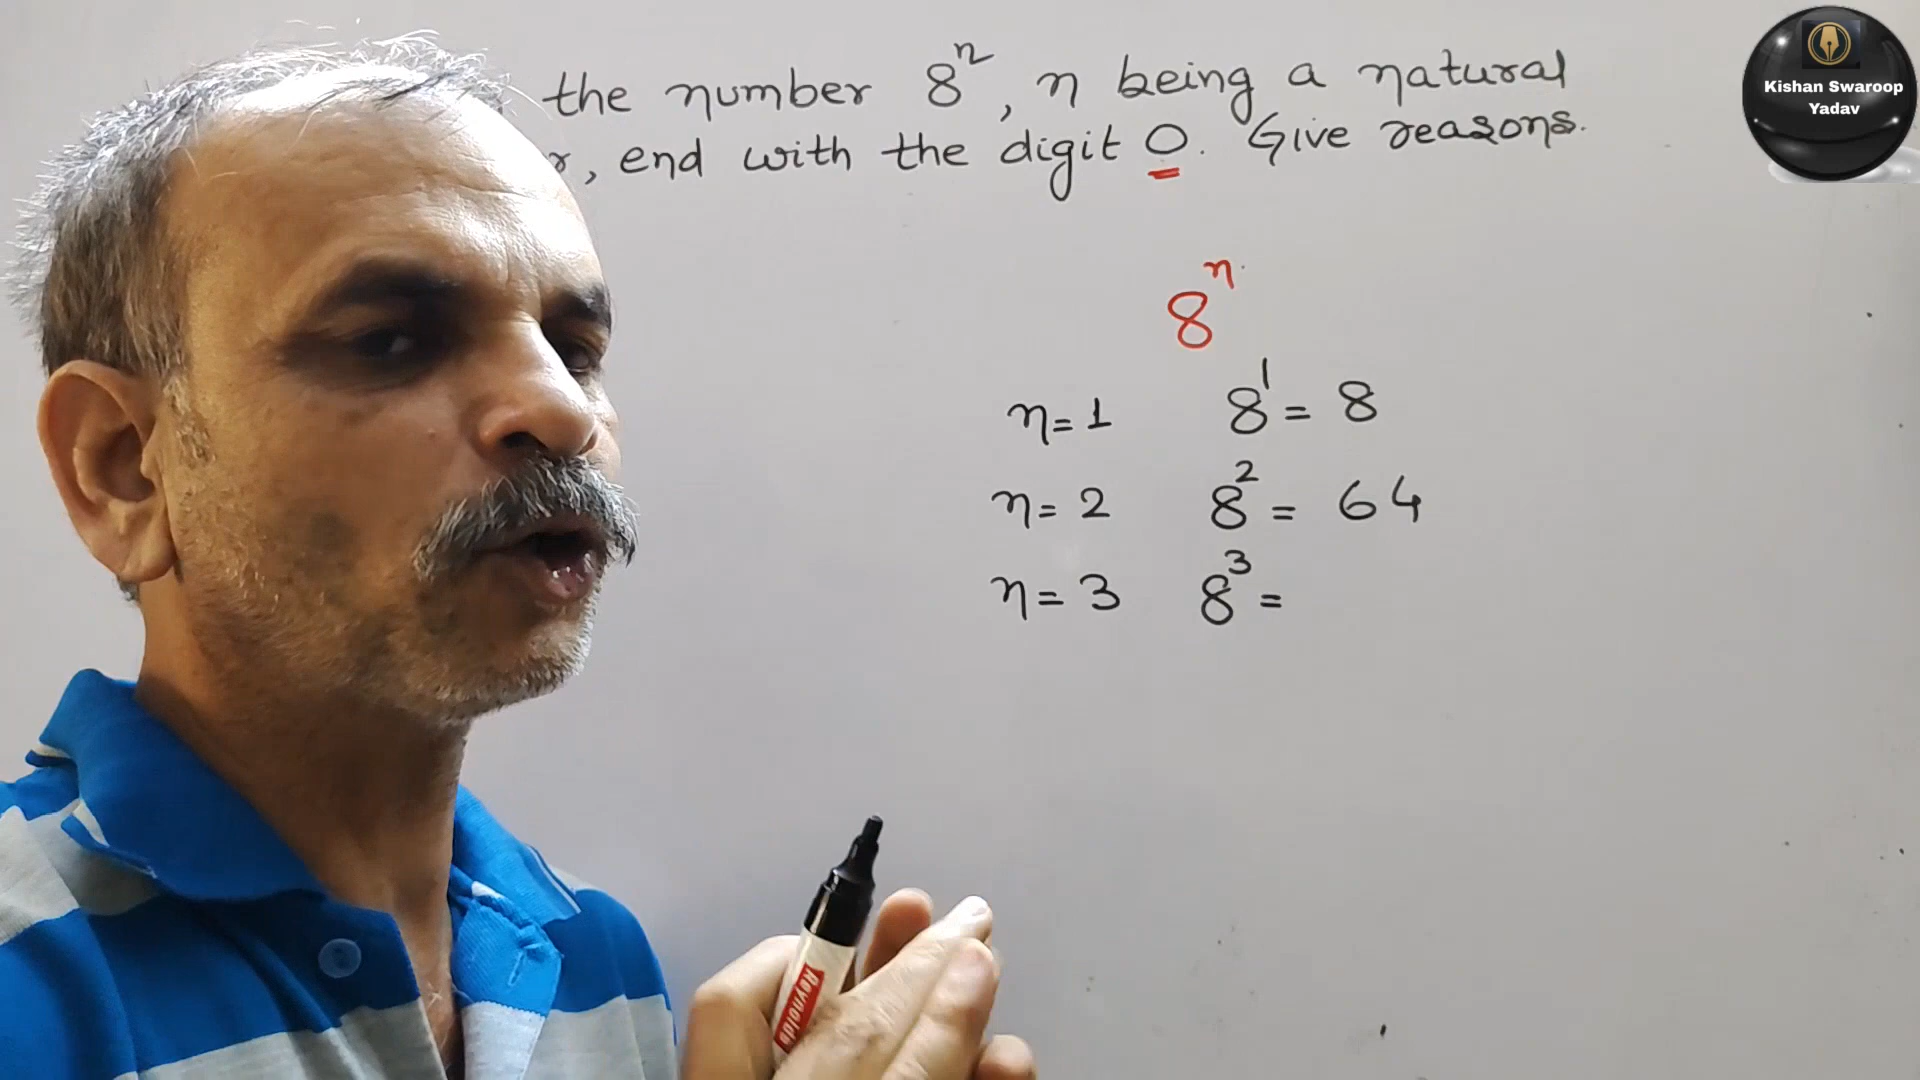 the number 8ⁿ, n being a natural
r, end with the digit 0. Give reasons.
8ⁿ
n=1 8¹ = 8
n=2 8² = 64
n=3 8³ =
Kishan Swaroop
Yadav
Reynolds